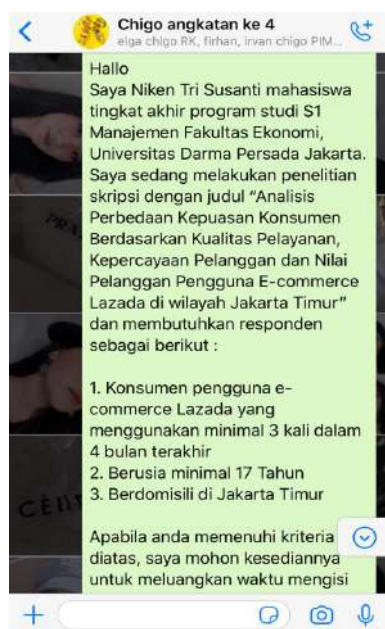 Chigo angkatan ke 4
elga chigo RK, firhan, irvan chigo PIM...
Hallo
Saya Niken Tri Susanti mahasiswa
tingkat akhir program studi S1
Manajemen Fakultas Ekonomi,
Universitas Darma Persada Jakarta.
Saya sedang melakukan penelitian
skripsi dengan judul “Analisis
Perbedaan Kepuasan Konsumen
Berdasarkan Kualitas Pelayanan,
Kepercayaan Pelanggan dan Nilai
Pelanggan Pengguna E-commerce
Lazada di wilayah Jakarta Timur”
dan membutuhkan responden
sebagai berikut :
1. Konsumen pengguna e-
commerce Lazada yang
menggunakan minimal 3 kali dalam
4 bulan terakhir
2. Berusia minimal 17 Tahun
3. Berdomisili di Jakarta Timur
Apabila anda memenuhi kriteria
diatas, saya mohon kesediannya
untuk meluangkan waktu mengisi